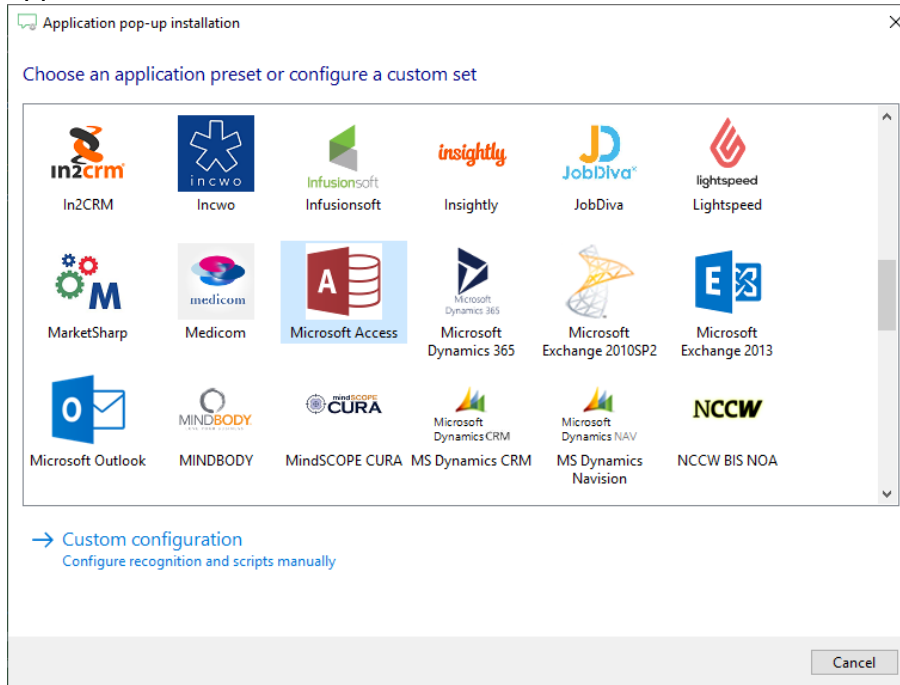 Application pop-up installation
Choose an application preset or configure a custom set
In2crm
incwo
Infusionsoft
insightly
JobDiva
lightspeed
In2CRM
Incwo
Infusionsoft
Insightly
JobDiva
Lightspeed
M
medicom
A
Microsoft
Dynamics 365
E
MarketSharp
Medicom
Microsoft Access
Microsoft
Dynamics 365
Microsoft
Exchange 2010SP2
Microsoft
Exchange 2013
O
MINDBODY
mindSCOPE
CURA
Microsoft
Dynamics CRM
Microsoft
Dynamics NAV
NCCW
Microsoft Outlook
MINDBODY
MindSCOPE CURA
MS Dynamics CRM
MS Dynamics
Navision
NCCW BIS NOA
Custom configuration
Configure recognition and scripts manually
Cancel